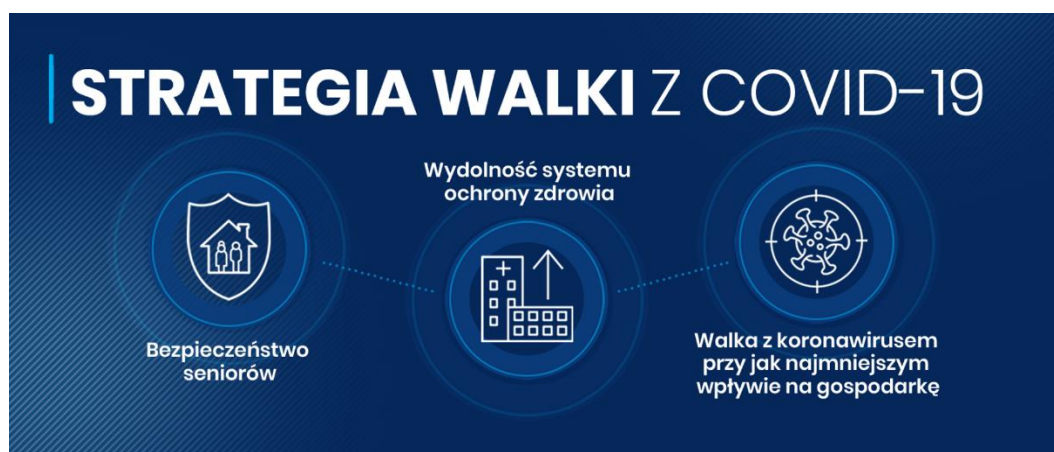 STRATEGIA WALKI Z COVID-19
Bezpieczeństwo
seniorów
Wydolność systemu
ochrony zdrowia
Walka z koronawirusem
przy jak najmniejszym
wpływie na gospodarkę